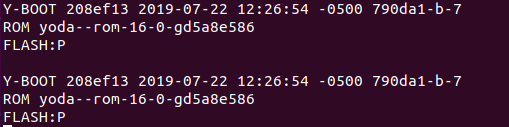 Y-BOOT 208ef13 2019-07-22 12:26:54 -0500 790da1-b-7
ROM yoda--rom-16-0-gd5a8e586
FLASH:P
Y-BOOT 208ef13 2019-07-22 12:26:54 -0500 790da1-b-7
ROM yoda--rom-16-0-gd5a8e586
FLASH:P